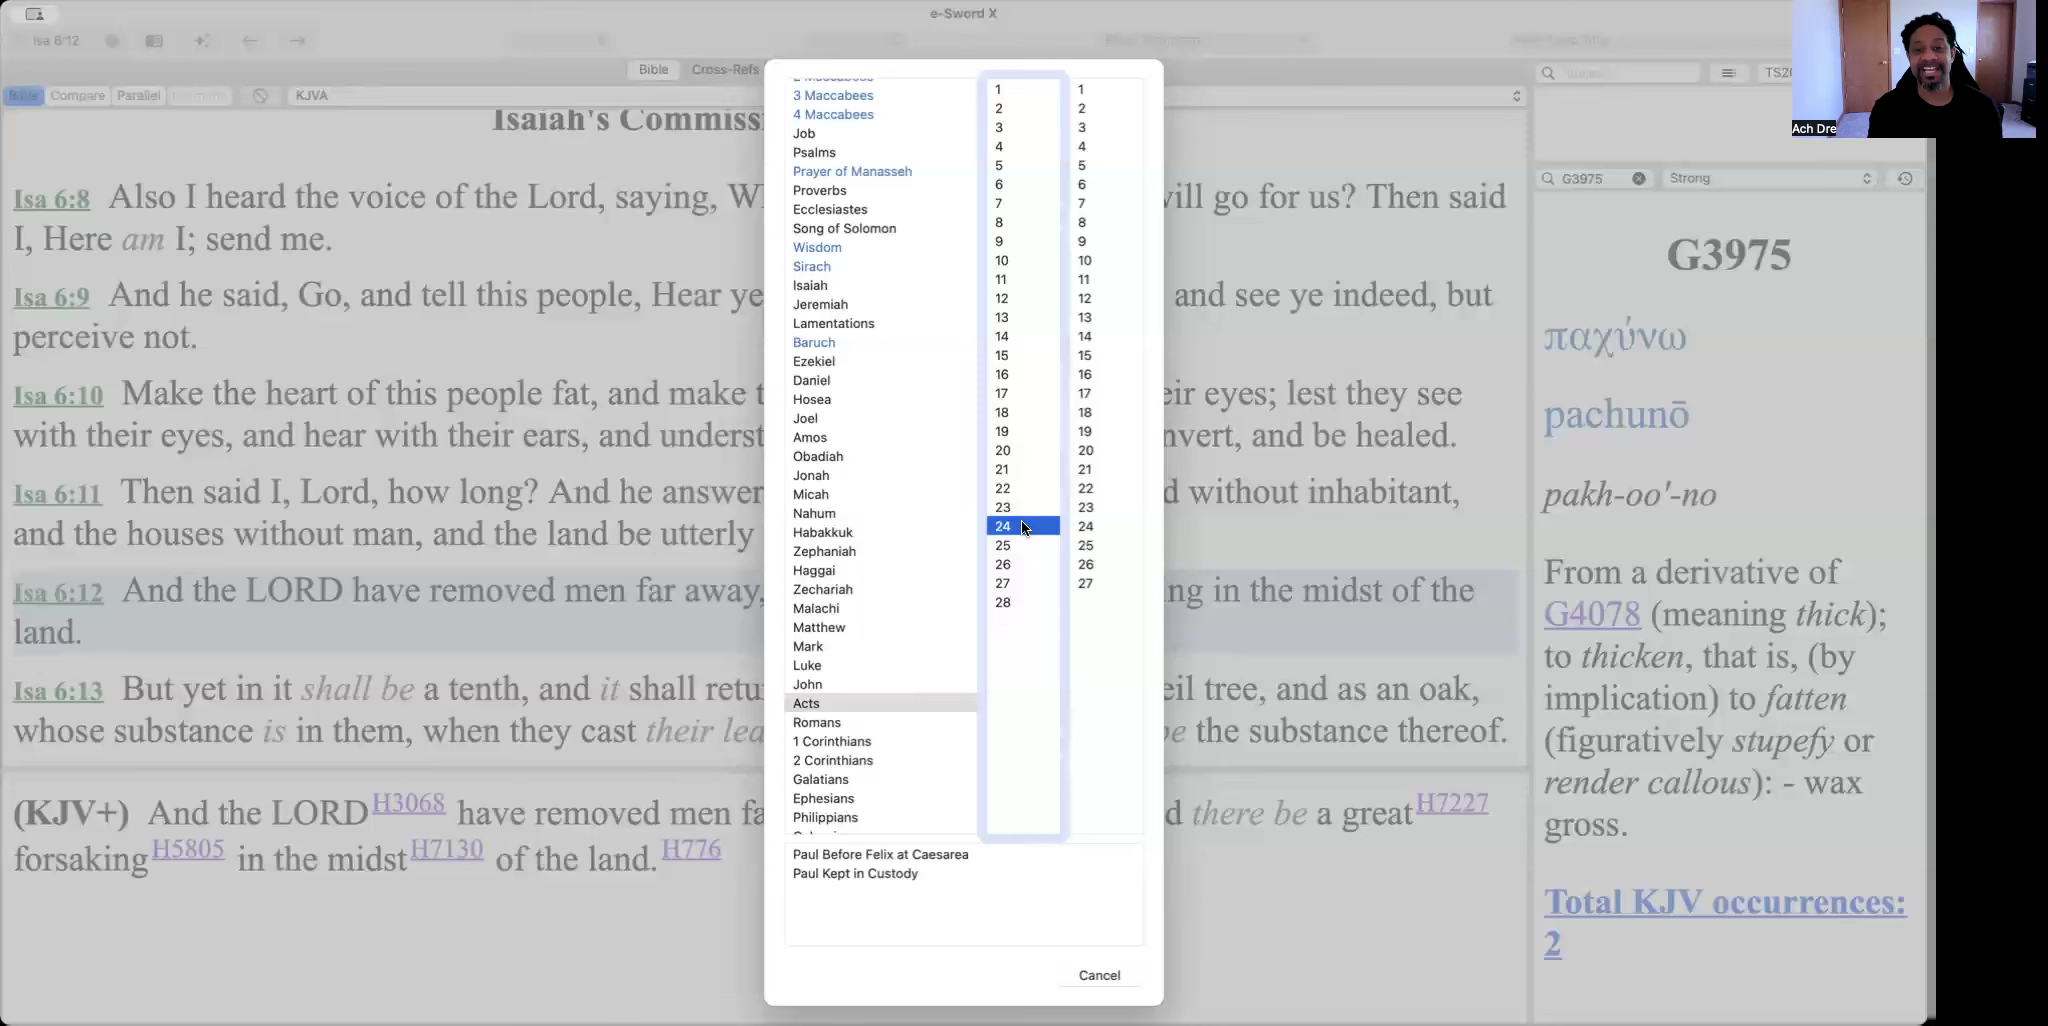 e-Sword X
Isa 6:12
Bible Cross-Refs
TS20
Bible Compare Parallel KJVA
Isaiah's Commissi
Isa 6:8 Also I heard the voice of the Lord, saying, W will go for us? Then said
I, Here am I; send me.
Isa 6:9 And he said, Go, and tell this people, Hear ye and see ye indeed, but
perceive not.
Isa 6:10 Make the heart of this people fat, and make t eir eyes; lest they see
with their eyes, and hear with their ears, and underst nvert, and be healed.
Isa 6:11 Then said I, Lord, how long? And he answer d without inhabitant,
and the houses without man, and the land be utterly
Isa 6:12 And the LORD have removed men far away, ng in the midst of the
land.
Isa 6:13 But yet in it shall be a tenth, and it shall retu eil tree, and as an oak,
whose substance is in them, when they cast their lea be the substance thereof.
(KJV+) And the LORD H3068 have removed men fa d there be a great H7227
forsaking H5805 in the midst H7130 of the land. H776
3 Maccabees
4 Maccabees
Job
Psalms
Prayer of Manasseh
Proverbs
Ecclesiastes
Song of Solomon
Wisdom
Sirach
Isaiah
Jeremiah
Lamentations
Baruch
Ezekiel
Daniel
Hosea
Joel
Amos
Obadiah
Jonah
Micah
Nahum
Habakkuk
Zephaniah
Haggai
Zechariah
Malachi
Matthew
Mark
Luke
John
Acts
Romans
1 Corinthians
2 Corinthians
Galatians
Ephesians
Philippians
1
2
3
4
5
6
7
8
9
10
11
12
13
14
15
16
17
18
19
20
21
22
23
24
25
26
27
28
1
2
3
4
5
6
7
8
9
10
11
12
13
14
15
16
17
18
19
20
21
22
23
24
25
26
27
Paul Before Felix at Caesarea
Paul Kept in Custody
Cancel
Ach Dre
G3975 Strong
G3975
παχύνω
pachunō
pakh-oo'-no
From a derivative of
G4078 (meaning thick);
to thicken, that is, (by
implication) to fatten
(figuratively stupefy or
render callous): - wax
gross.
Total KJV occurrences:
2